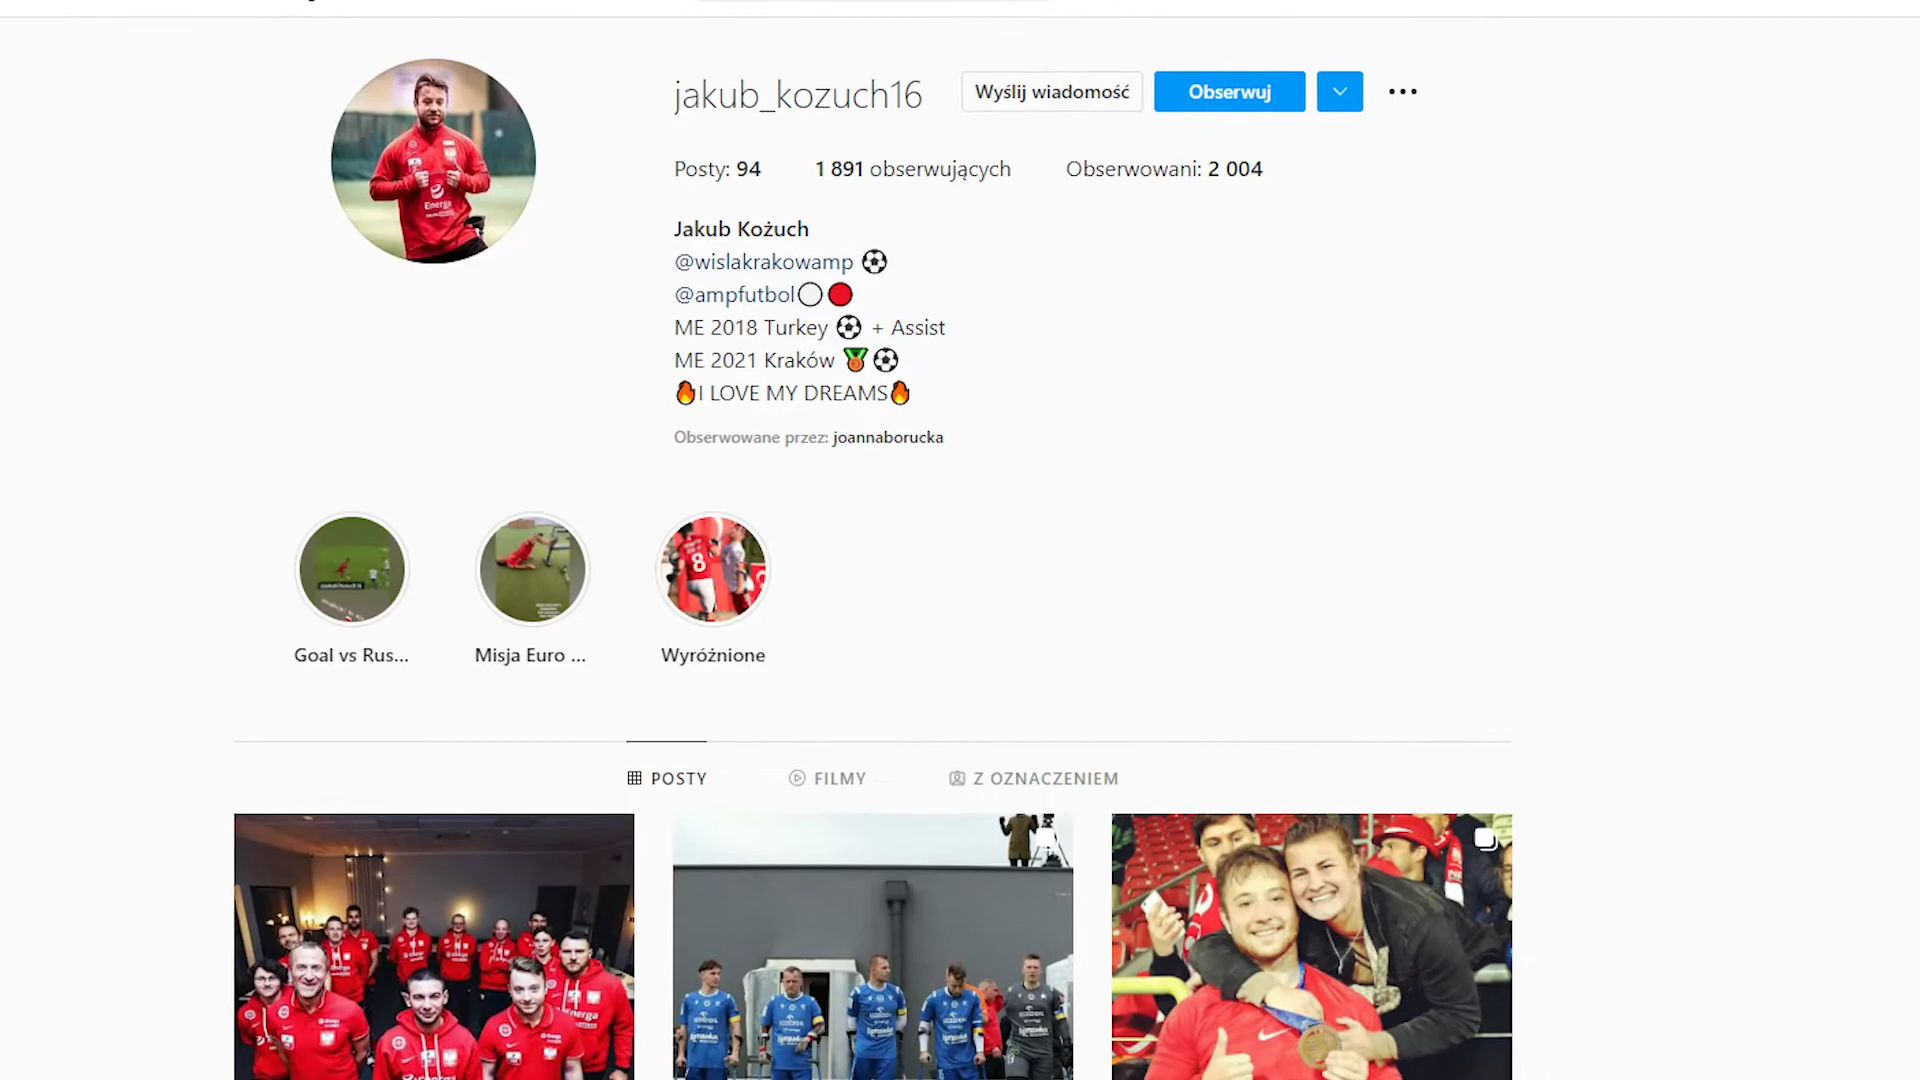 jakub_kozuch16
Wyślij wiadomość
Obserwuj
Posty: 94
1 891 obserwujących
Obserwowani: 2 004
Jakub Kożuch
@wislakrakowamp
@ampfutbol
ME 2018 Turkey + Assist
ME 2021 Kraków
I LOVE MY DREAMS
Obserwowane przez: joannaborucka
8
Goal vs Rus...
Misja Euro ...
Wyróżnione
POSTY
FILMY
Z OZNACZENIEM
Energa